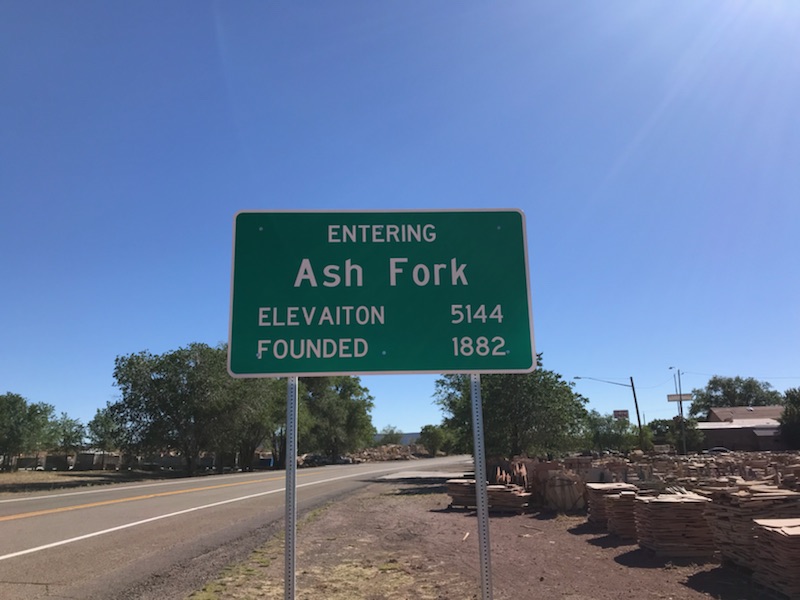 ENTERING
Ash Fork
ELEVAITON 5144
FOUNDED 1882